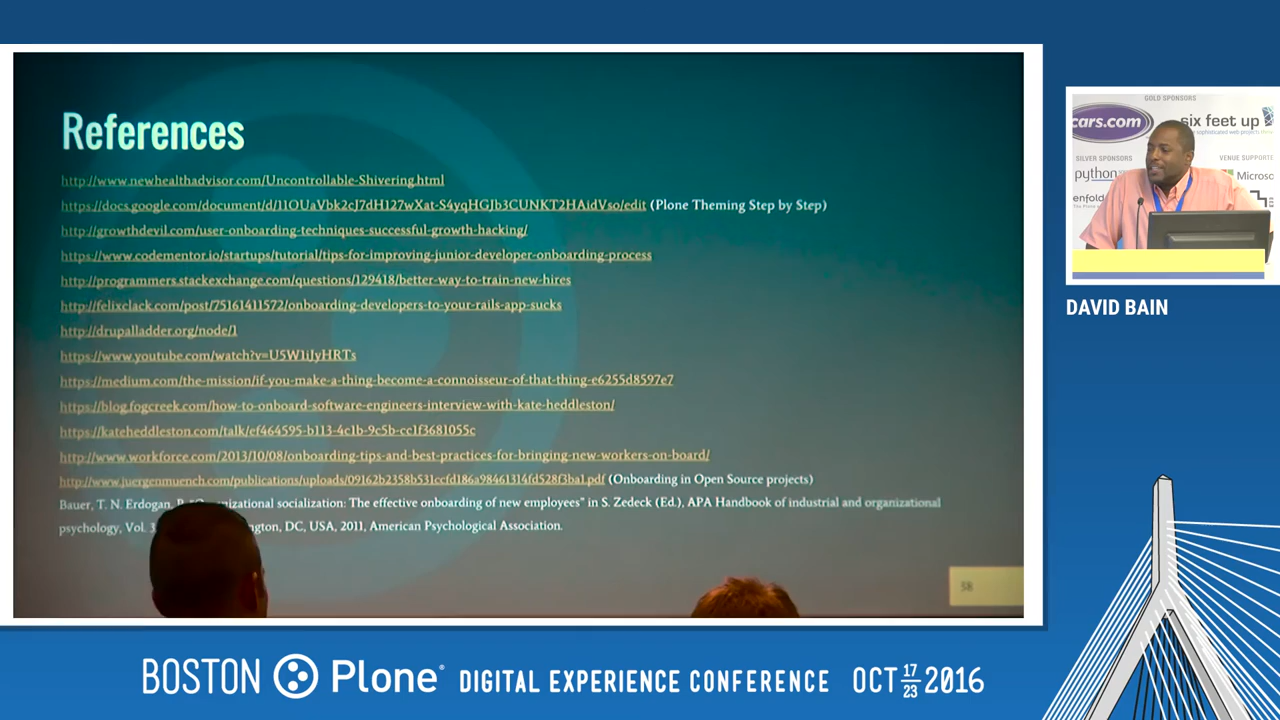 References
http://www.newhealthadvisor.com/Uncontrollable-Shivering.html
https://docs.google.com/document/d/11OUaVbk2cJ7dH127wXat-S4yqHGJb3CUNKT2HAidVso/edit (Plone Theming Step by Step)
http://growthdevil.com/user-onboarding-techniques-successful-growth-hacking/
https://www.codementor.io/startups/tutorial/tips-for-improving-junior-developer-onboarding-process
http://programmers.stackexchange.com/questions/129418/better-way-to-train-new-hires
http://felixclack.com/post/75161411572/onboarding-developers-to-your-rails-app-sucks
http://drupalladder.org/node/1
https://www.youtube.com/watch?v=U5W1iJyHRTs
https://medium.com/the-mission/if-you-make-a-thing-become-a-connoisseur-of-that-thing-e6255d8597e7
https://blog.fogcreek.com/how-to-onboard-software-engineers-interview-with-kate-heddleston/
https://kateheddleston.com/talk/ef464595-b113-4c1b-9c5b-cc1f3681055c
http://www.workforce.com/2013/10/08/onboarding-tips-and-best-practices-for-bringing-new-workers-on-board/
http://www.juergenmuench.com/publications/uploads/09162b2358b531ccfd186a98461314fd528f3ba1.pdf (Onboarding in Open Source projects)
Bauer, T. N. Erdogan, socialization: The effective onboarding of new employees" in S. Zedeck (Ed.), APA Handbook of industrial and organizational
psychology, Vol. 3 DC, USA, 2011, American Psychological Association.
58
GOLD SPONSORS
cars.com
six feet up
SILVER SPONSORS
python
enfold
DAVID BAIN
BOSTON Plone® DIGITAL EXPERIENCE CONFERENCE OCT 17 23 2016